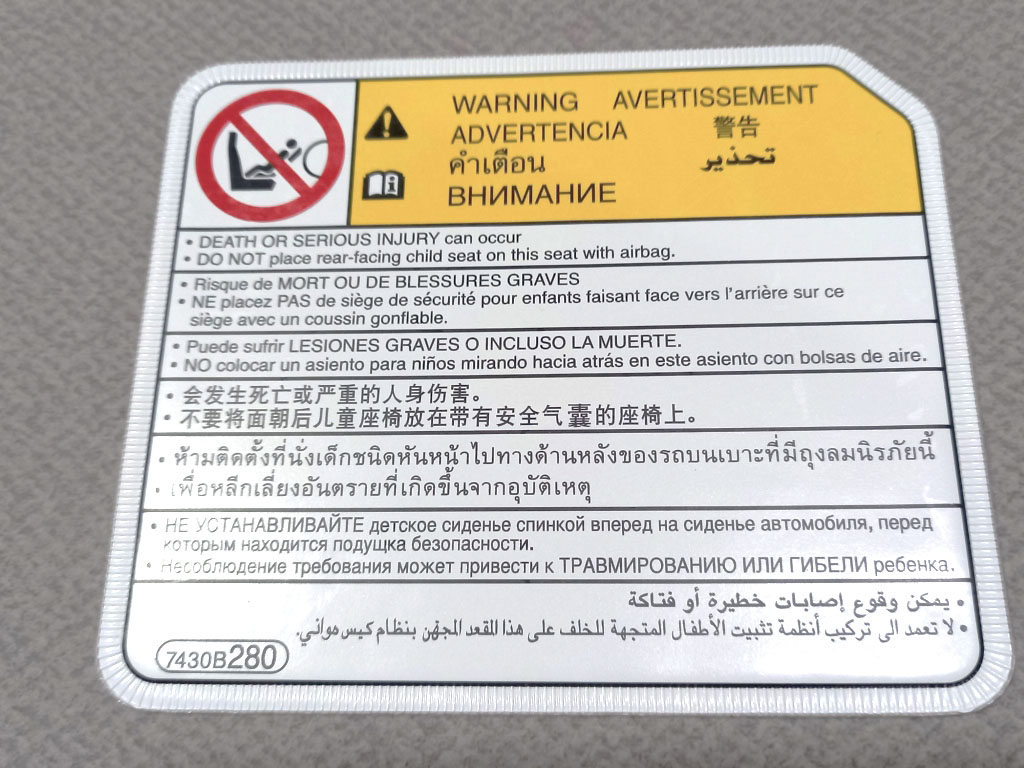 WARNING AVERTISSEMENT
ADVERTENCIA 警告
คำเตือน تحذير
ВНИМАНИЕ
• DEATH OR SERIOUS INJURY can occur
• DO NOT place rear-facing child seat on this seat with airbag.
• Risque de MORT OU DE BLESSURES GRAVES
• NE placez PAS de siège de sécurité pour enfants faisant face vers l'arrière sur ce
siège avec un coussin gonflable.
• Puede sufrir LESIONES GRAVES O INCLUSO LA MUERTE.
• NO colocar un asiento para niños mirando hacia atrás en este asiento con bolsas de aire.
• 会发生死亡或严重的人身伤害。
• 不要将面朝后儿童座椅放在带有安全气囊的座椅上。
• ห้ามติดตั้งที่นั่งเด็กชนิดหันหน้าไปทางด้านหลังของรถบนเบาะที่มีถุงลมนิรภัยนี้
• เพื่อหลีกเลี่ยงอันตรายที่เกิดขึ้นจากอุบัติเหตุ
• НЕ УСТАНАВЛИВАЙТЕ детское сиденье спинкой вперед на сиденье автомобиля, перед
которым находится подущка безопасности.
• Несоблюдение требования может привести к ТРАВМИРОВАНИЮ ИЛИ ГИБЕЛИ ребенка.
• يمكن وقوع إصابات خطيرة أو فتاكة
• لا تعمد الى تركيب أنظمة تثبيت الأطفال المتجهة للخلف على هذا المقعد المجهّز بنظام كيس هوائي.
7430B280